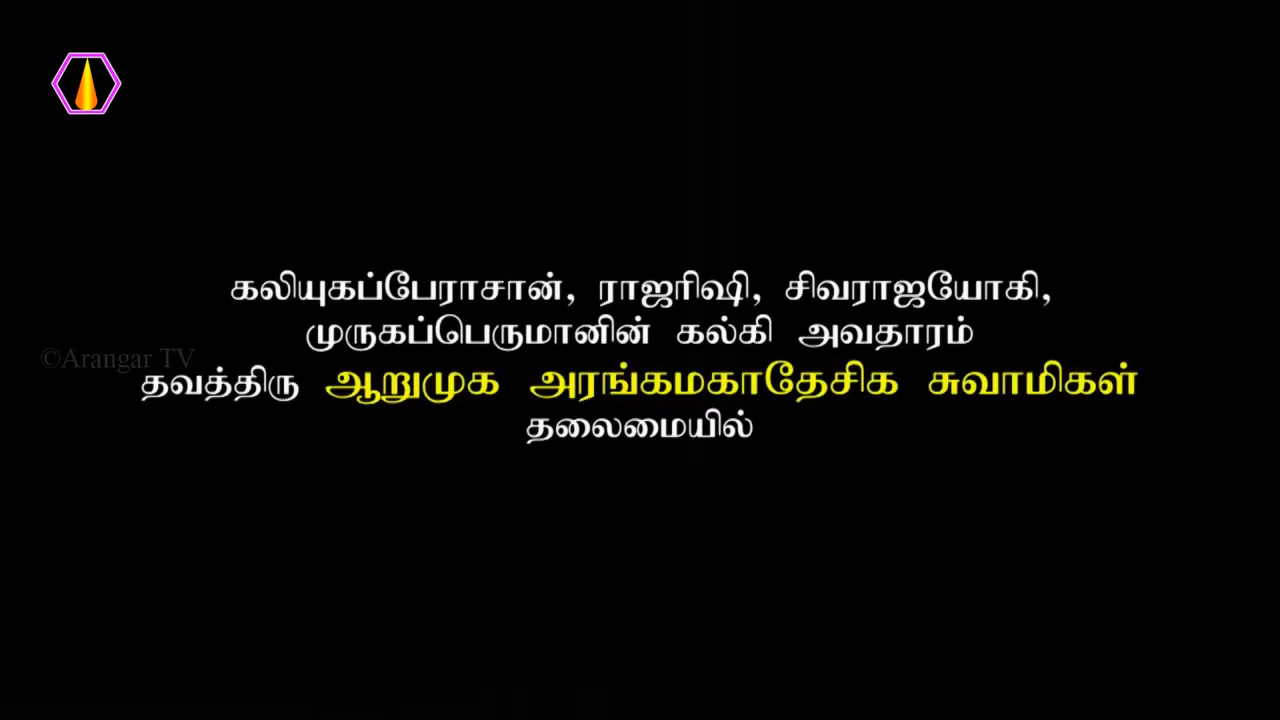 கலியுகப்பேராசான், ராஜரிஷி, சிவராஜயோகி,
முருகப்பெருமானின் கல்கி அவதாரம்
©Arangar TV
தவத்திரு ஆறுமுக அரங்கமகாதேசிக சுவாமிகள்
தலைமையில்